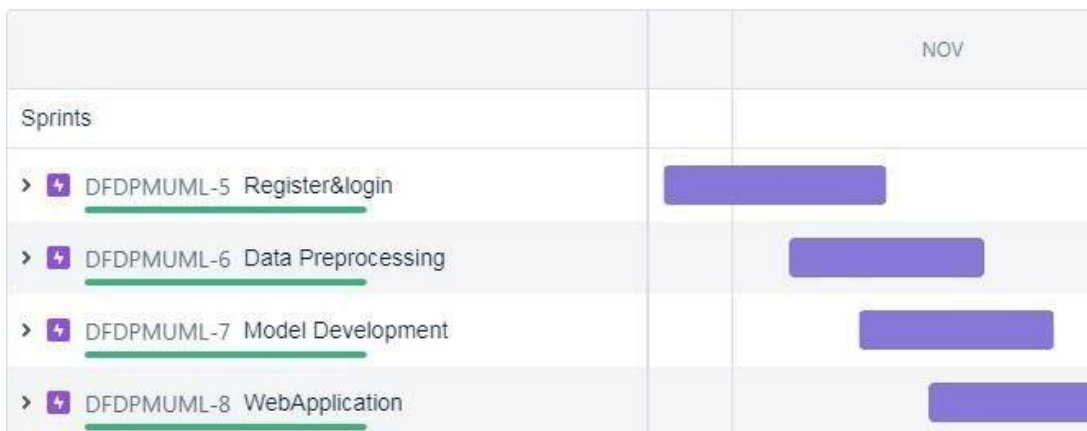 NOV
Sprints
DFDPMUML-5 Register&login
DFDPMUML-6 Data Preprocessing
DFDPMUML-7 Model Development
DFDPMUML-8 WebApplication